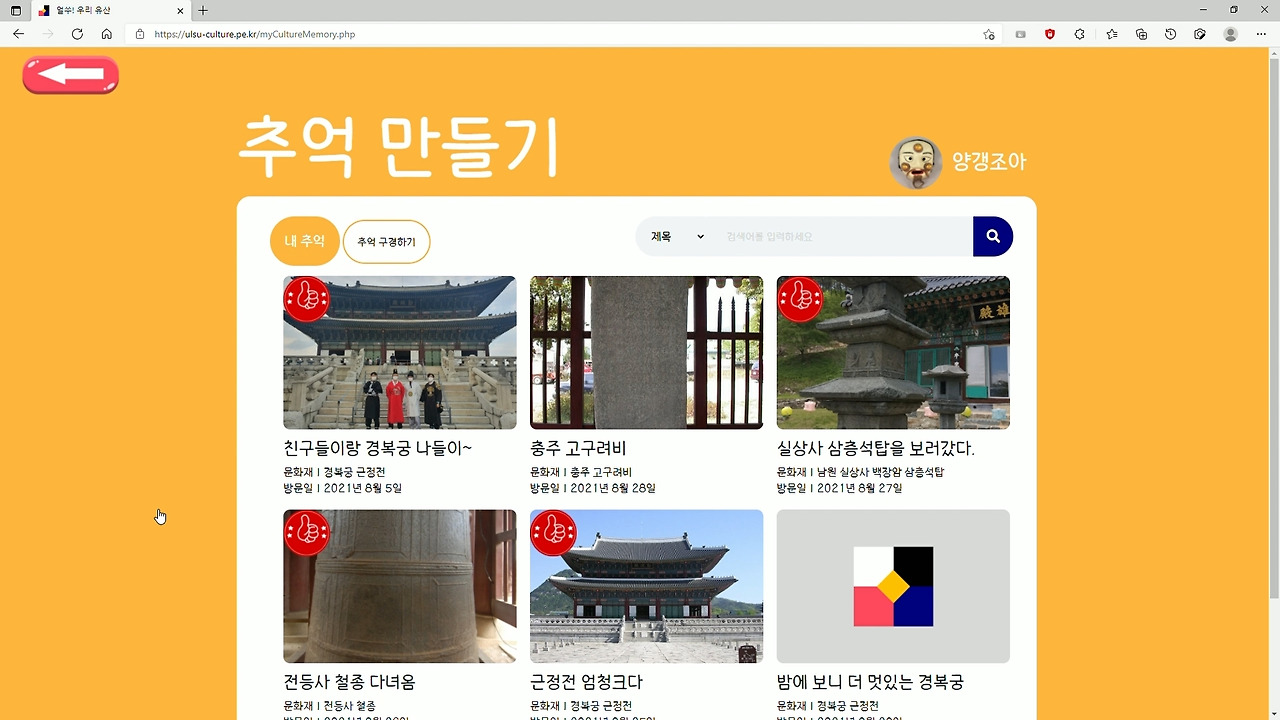 얼쑤! 우리 유산
https://ulsu-culture.pe.kr/myCultureMemory.php
추억 만들기
양갱조아
내 추억
추억 구경하기
제목
검색어를 입력하세요
친구들이랑 경복궁 나들이~
문화재 | 경복궁 근정전
방문일 | 2021년 8월 5일
충주 고구려비
문화재 | 충주 고구려비
방문일 | 2021년 8월 28일
실상사 삼층석탑을 보러갔다.
문화재 | 남원 실상사 백장암 삼층석탑
방문일 | 2021년 8월 27일
전등사 철종 다녀옴
문화재 | 전등사 철종
근정전 엄청크다
문화재 | 경복궁 근정전
밤에 보니 더 멋있는 경복궁
문화재 | 경복궁 근정전